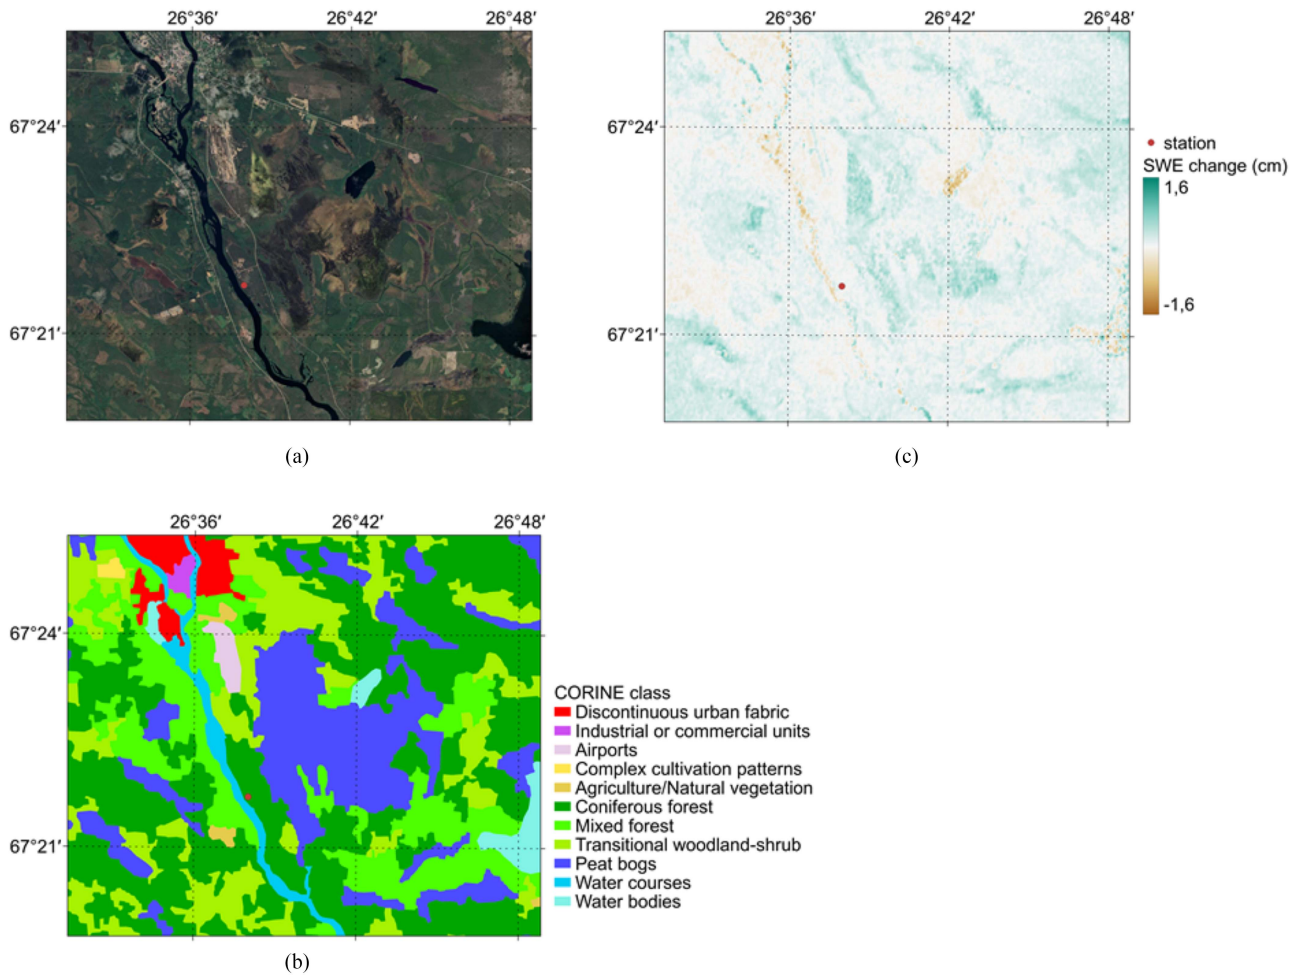 26°36′ 26°42′ 26°48′
26°36′ 26°42′ 26°48′
67°24′
67°24′
station
SWE change (cm)
1,6
-1,6
67°21′
67°21′
(a)
(c)
26°36′ 26°42′ 26°48′
67°24′
CORINE class
Discontinuous urban fabric
Industrial or commercial units
Airports
Complex cultivation patterns
Agriculture/Natural vegetation
Coniferous forest
Mixed forest
Transitional woodland-shrub
Peat bogs
Water courses
Water bodies
67°21′
(b)